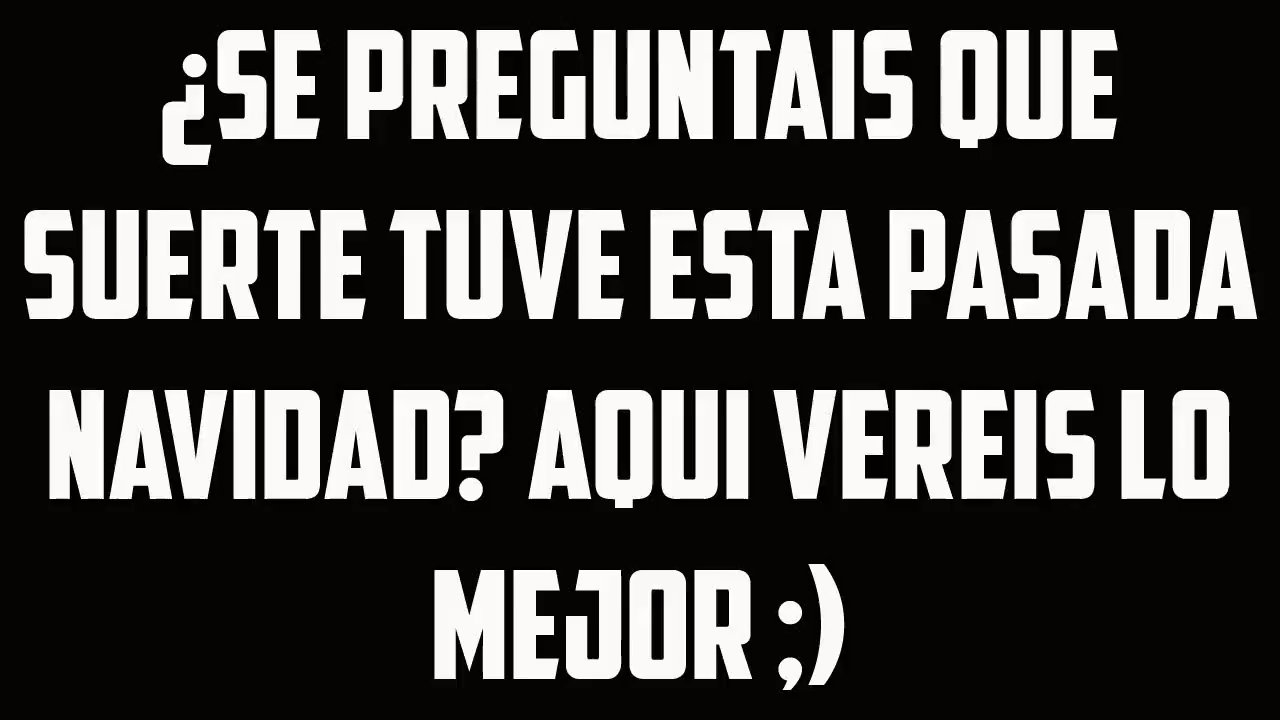 ¿SE PREGUNTAIS QUE
SUERTE TUVE ESTA PASADA
NAVIDAD? AQUI VEREIS LO
MEJOR ;)